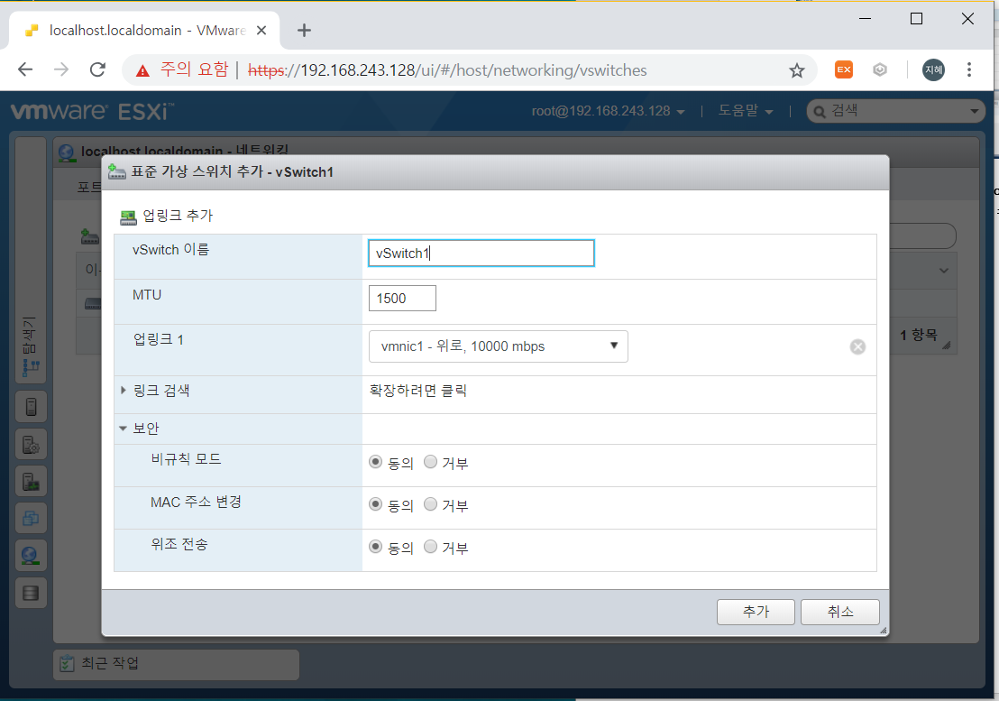 localhost.localdomain - VMware
주의 요함 | https://192.168.243.128/ui/#/host/networking/vswitches
EX
지혜
vmware ESXi™
root@192.168.243.128 | 도움말 | 검색
localhost.localdomain - 네트워킹
표준 가상 스위치 추가 - vSwitch1
포트
업링크 추가
vSwitch 이름 vSwitch1
MTU 1500
업링크 1 vmnic1 - 위로, 10000 mbps
1 항목
탐색기
링크 검색 확장하려면 클릭
보안
비규칙 모드 동의 거부
MAC 주소 변경 동의 거부
위조 전송 동의 거부
추가 취소
최근 작업